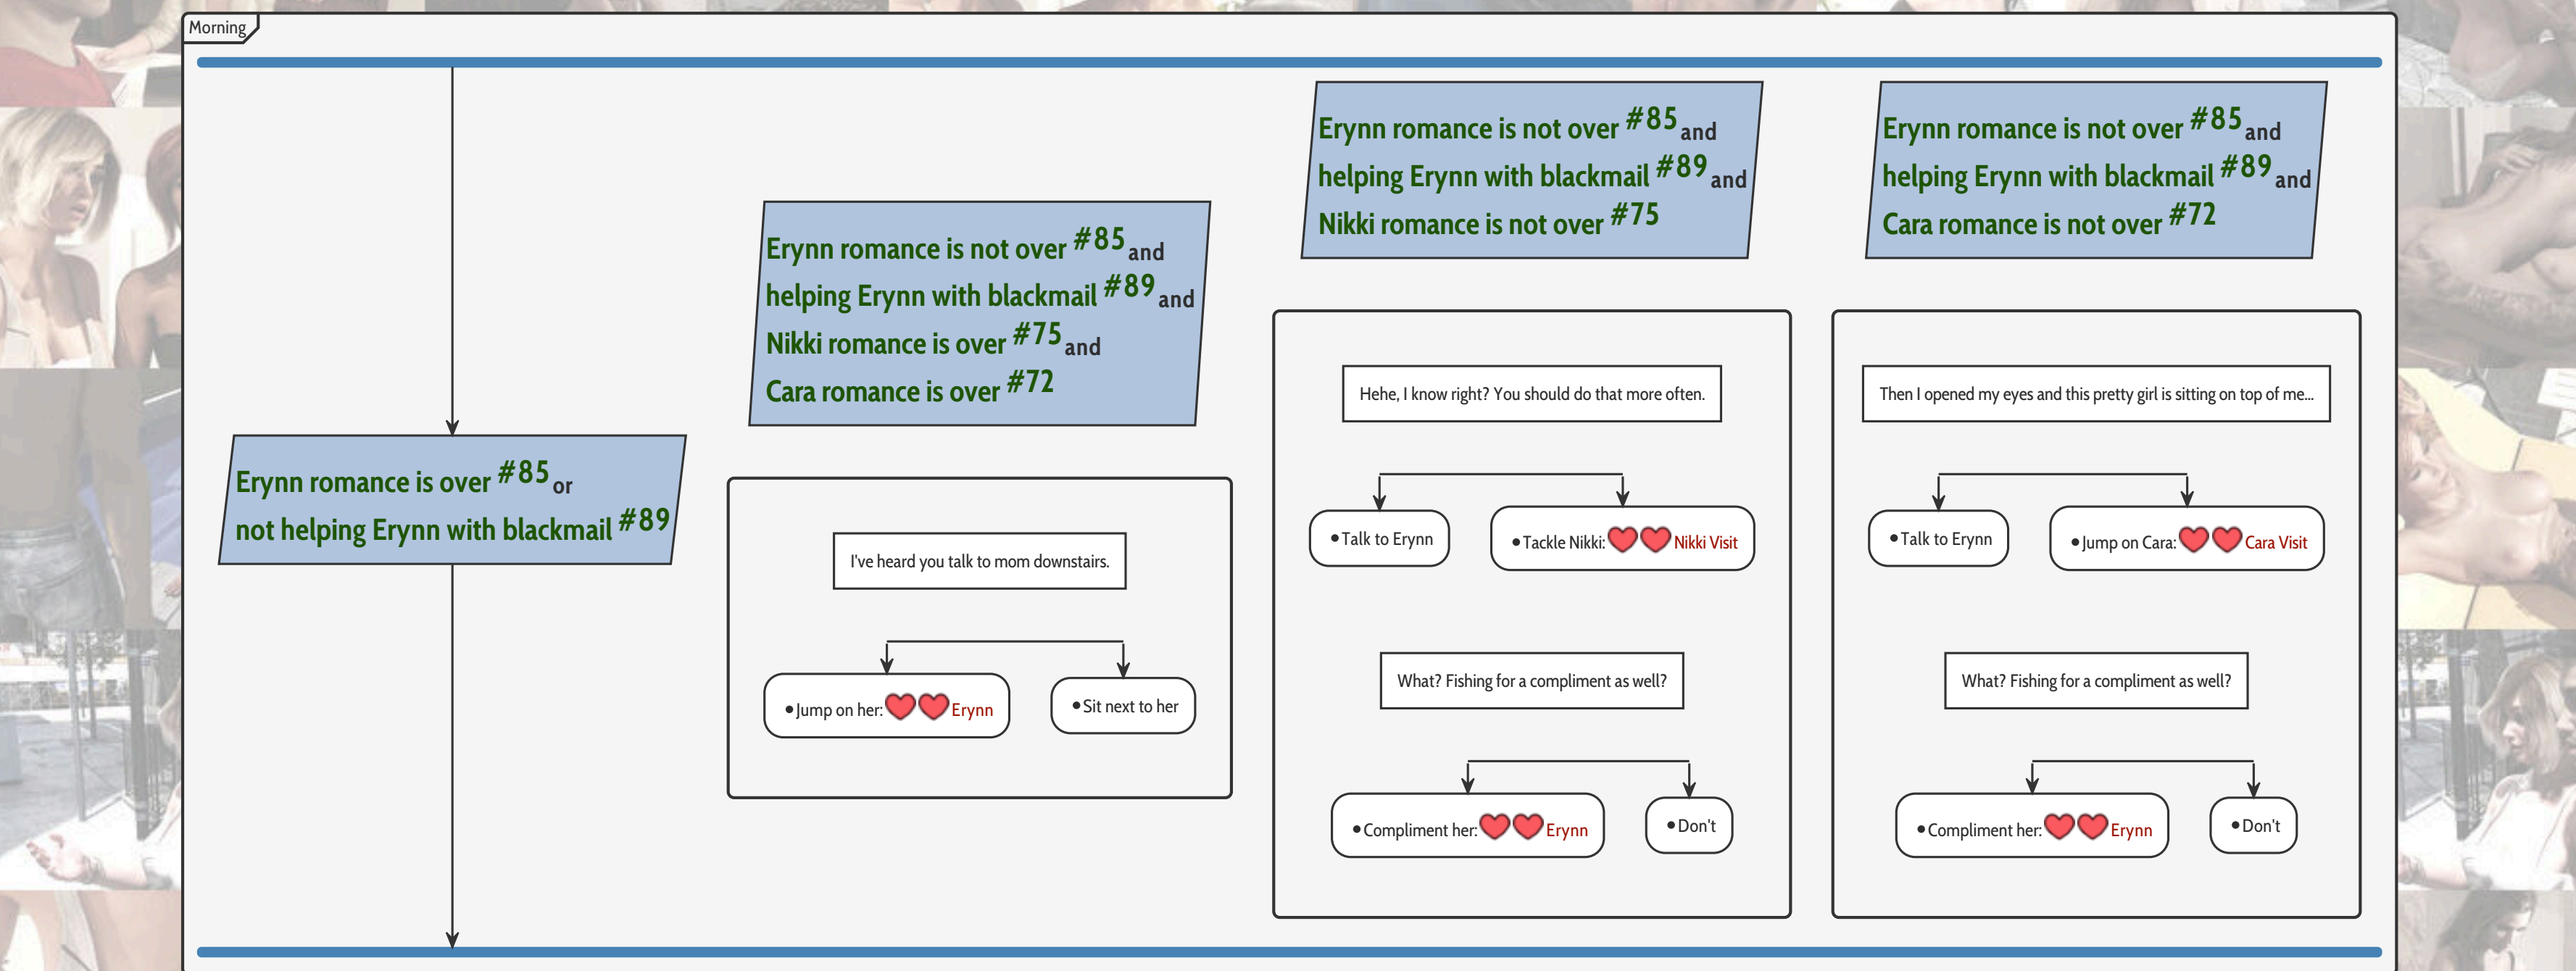 Morning
Erynn romance is over #85 or
not helping Erynn with blackmail #89
Erynn romance is not over #85 and
helping Erynn with blackmail #89 and
Nikki romance is over #75 and
Cara romance is over #72
I've heard you talk to mom downstairs.
•Jump on her: Erynn
•Sit next to her
Erynn romance is not over #85 and
helping Erynn with blackmail #89 and
Nikki romance is not over #75
Hehe, I know right? You should do that more often.
•Talk to Erynn
•Tackle Nikki: Nikki Visit
What? Fishing for a compliment as well?
•Compliment her: Erynn
•Don't
Erynn romance is not over #85 and
helping Erynn with blackmail #89 and
Cara romance is not over #72
Then I opened my eyes and this pretty girl is sitting on top of me...
•Talk to Erynn
•Jump on Cara: Cara Visit
What? Fishing for a compliment as well?
•Compliment her: Erynn
•Don't